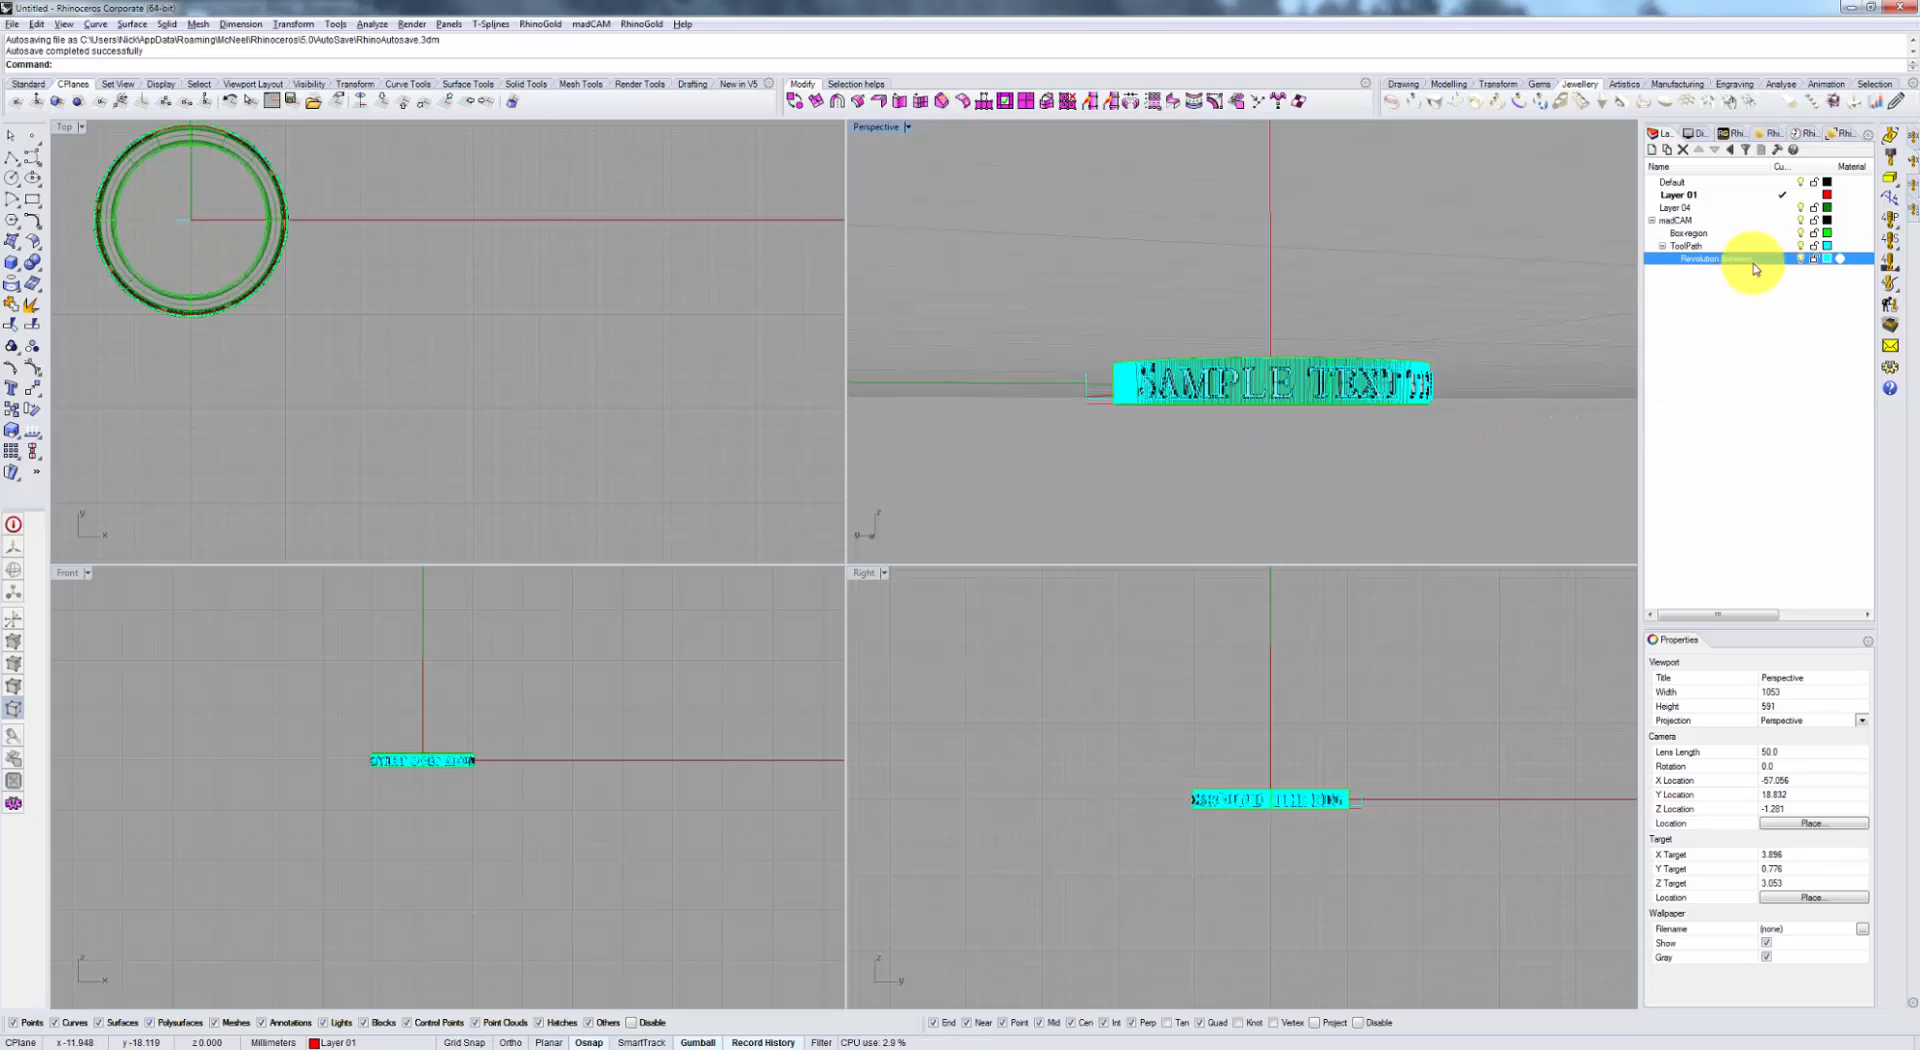 Untitled - Rhinoceros Corporate (64-bit)
File Edit View Curve Surface Solid Mesh Dimension Transform Tools Analyze Render Panels T-Splines RhinoGold madCAM RhinoGold Help
Autosaving file as C:\Users\Nick\AppData\Roaming\McNeel\Rhinoceros\5.0\AutoSave\RhinoAutosave.3dm
Autosave completed successfully
Command:
Standard CPlanes Set View Display Select Viewport Layout Visibility Transform Curve Tools Surface Tools Solid Tools Mesh Tools Render Tools Drafting New in V5
Modify Selection helps
Drawing Modelling Transform Gems Jewellery Artistics Manufacturing Engraving Analyse Animation Selection
Top
Perspective
SAMPLE TEXT
y
x
z
y
Front
Right
z
x
z
y
La... Di... Rhi... Rhi... Rhi... Rhi...
Name Cu... Material
Default
Layer 01
Layer 04
madCAM
Box-region
ToolPath
Revolution
Properties
Viewport
Title Perspective
Width 1053
Height 591
Projection Perspective
Camera
Lens Length 50.0
Rotation 0.0
X Location -57.056
Y Location 18.832
Z Location -1.281
Location Place...
Target
X Target 3.896
Y Target 0.776
Z Target 3.053
Location Place...
Wallpaper
Filename (none) ...
Show
Gray
Points Curves Surfaces Polysurfaces Meshes Annotations Lights Blocks Control Points Point Clouds Hatches Others Disable
End Near Point Mid Cen Int Perp Tan Quad Knot Vertex Project Disable
CPlane x -11.948 y -18.119 z 0.000 Millimeters Layer 01 Grid Snap Ortho Planar Osnap SmartTrack Gumball Record History Filter CPU use: 2.9 %